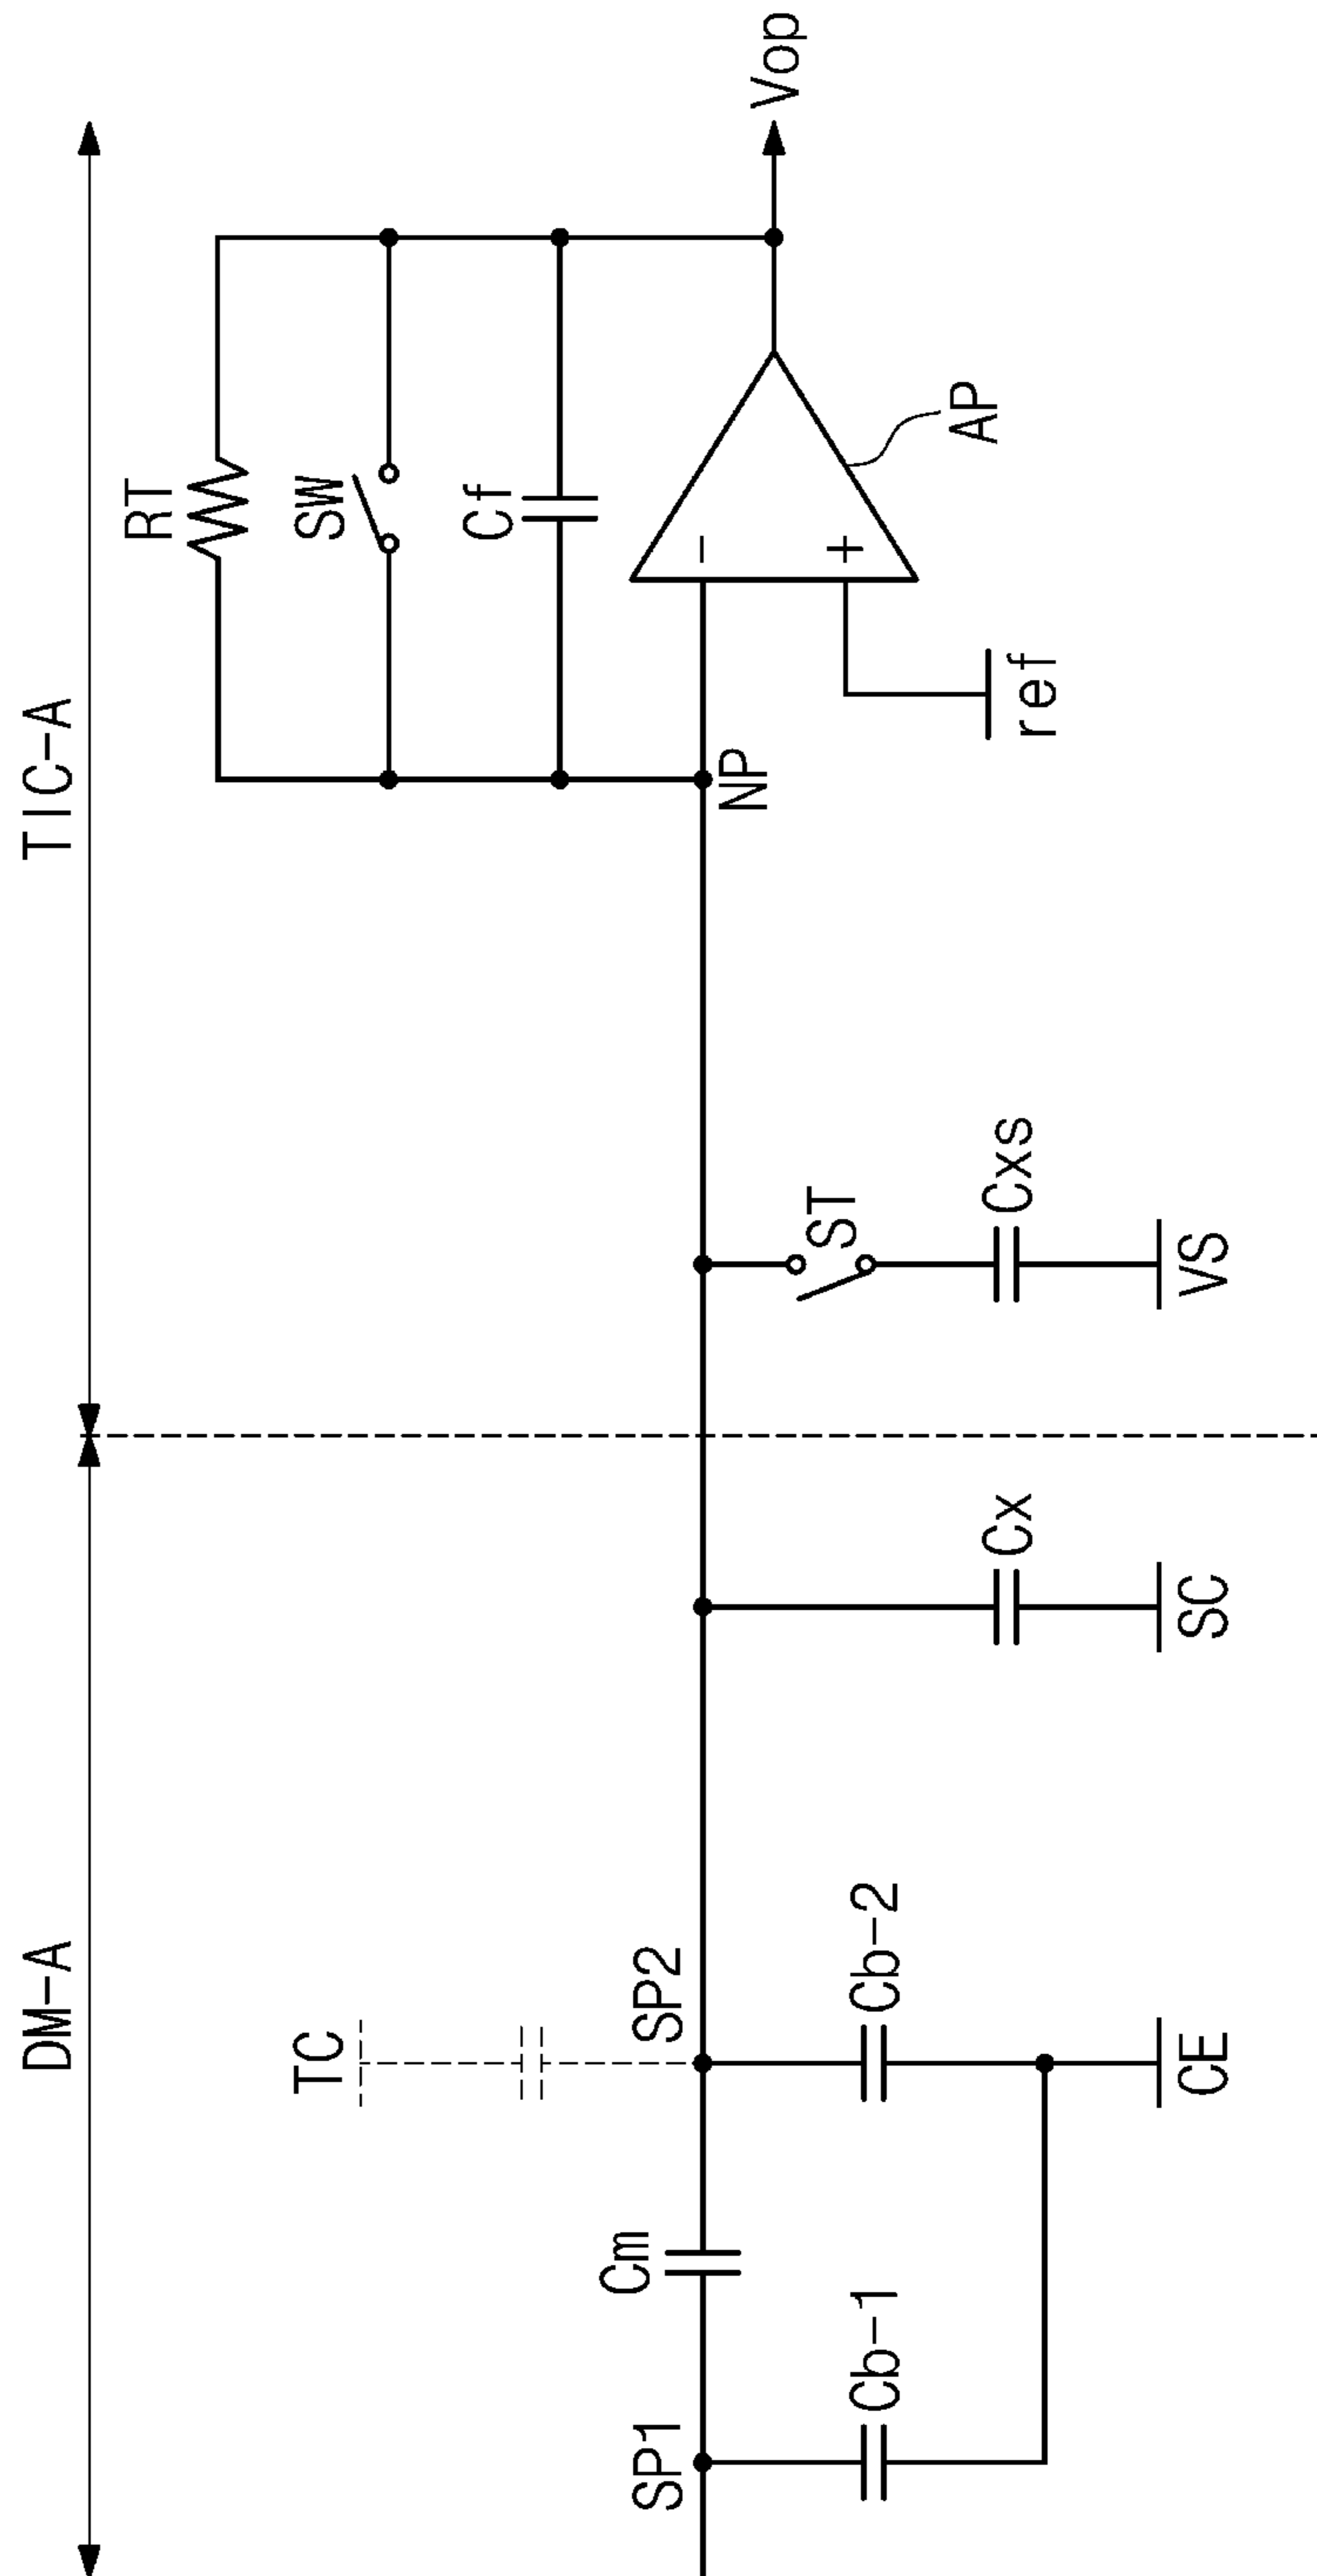 DM-A
TIC-A
RT
SW
Cf
TC
Cm
SP1
SP2
NP
-
+
Vop
AP
Cb-1
Cb-2
ST
Cx
Cxs
ref
CE
SC
VS